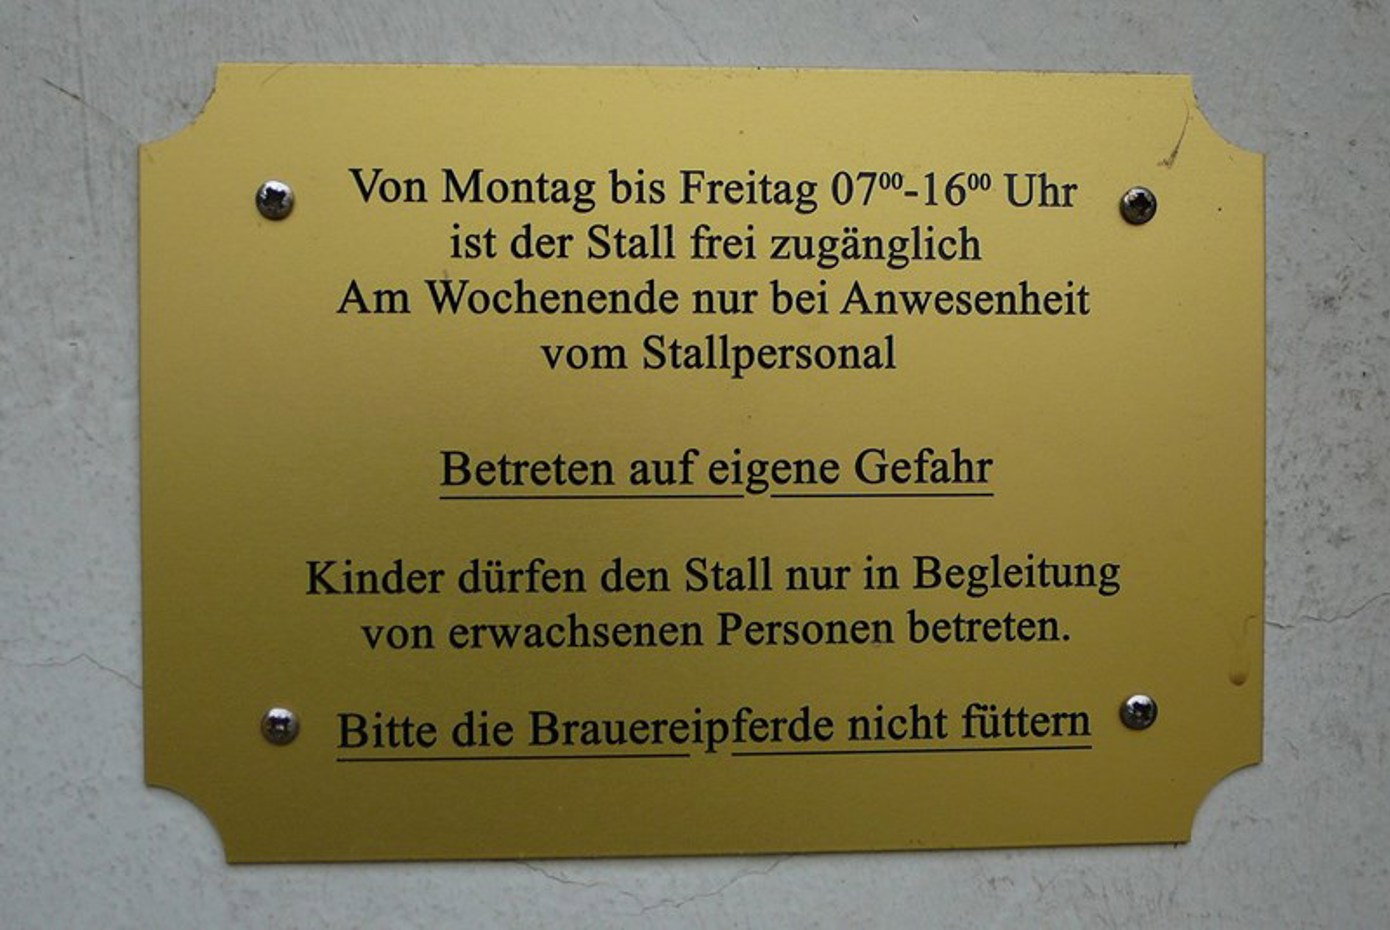 Von Montag bis Freitag 07⁰⁰-16⁰⁰ Uhr
ist der Stall frei zugänglich
Am Wochenende nur bei Anwesenheit
vom Stallpersonal
Betreten auf eigene Gefahr
Kinder dürfen den Stall nur in Begleitung
von erwachsenen Personen betreten.
Bitte die Brauereipferde nicht füttern